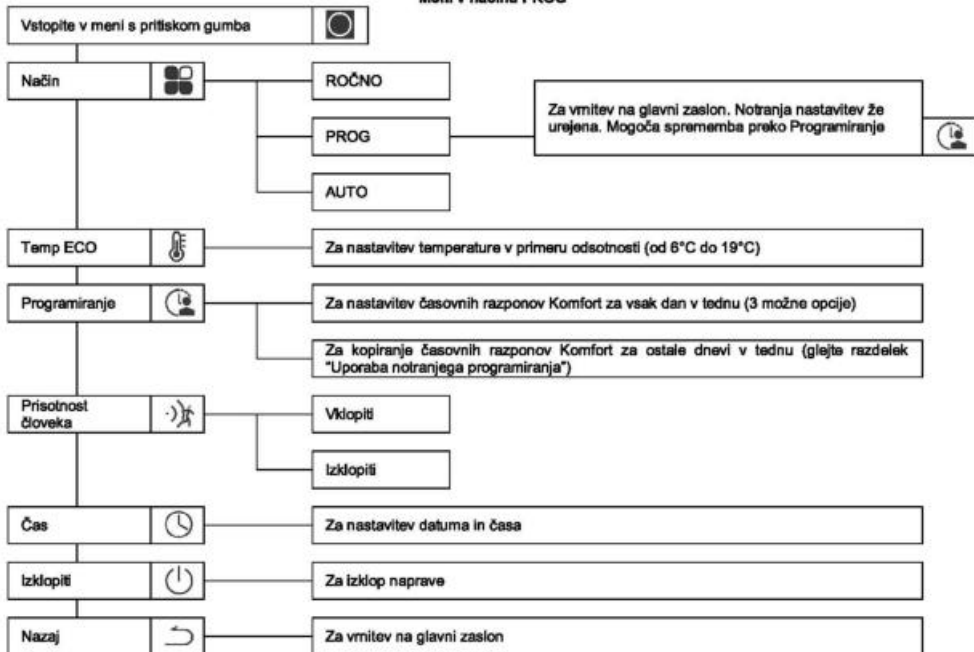 Meni v načinu PROG
Vstopite v meni s pritiskom gumba
Način
ROČNO
PROG
Za vrnitev na glavni zaslon. Notranja nastavitev že
urejena. Mogoča sprememba preko Programiranje
AUTO
Temp ECO
Za nastavitev temperature v primeru odsotnosti (od 6°C do 19°C)
Programiranje
Za nastavitev časovnih razponov Komfort za vsak dan v tednu (3 možne opcije)
Za kopiranje časovnih razponov Komfort za ostale dnevi v tednu (glejte razdelek
"Uporaba notranjega programiranja")
Prisotnost
človeka
Vklopiti
Izklopiti
Čas
Za nastavitev datuma in časa
Izklopiti
Za izklop naprave
Nazaj
Za vrnitev na glavni zaslon